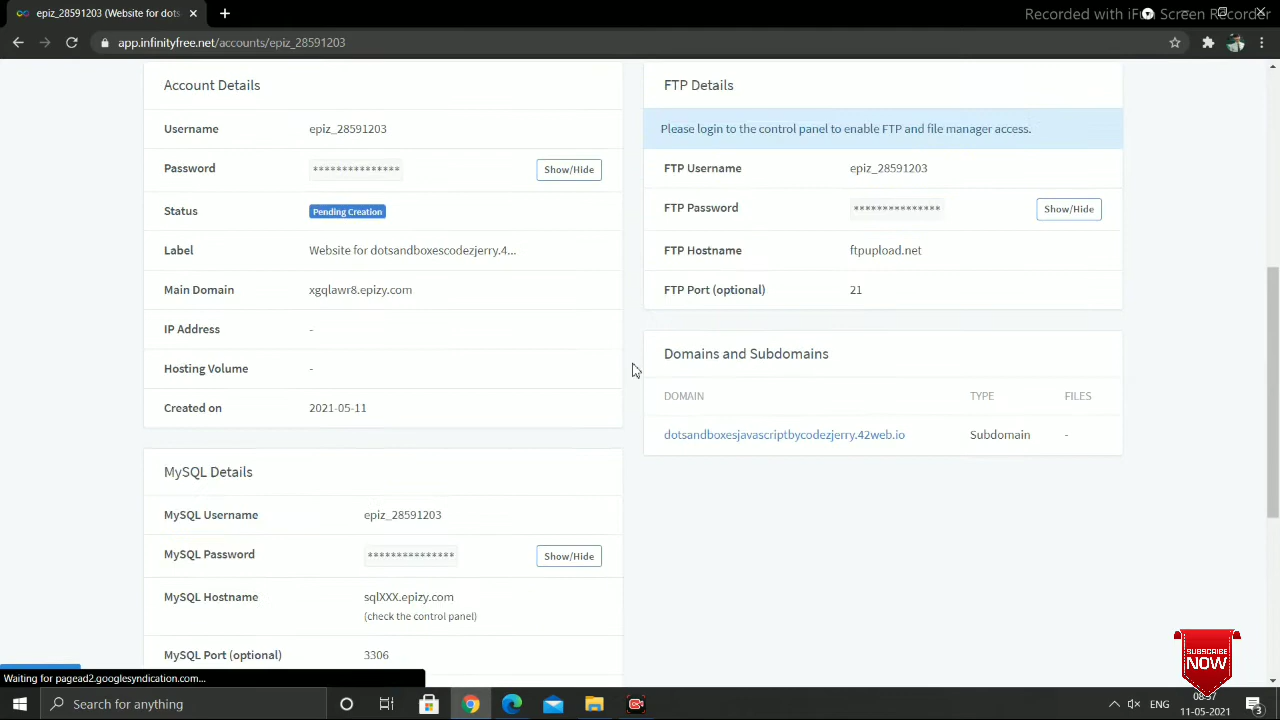 epiz_28591203 (Website for dots
Recorded with iFun Screen Recorder
app.infinityfree.net/accounts/epiz_28591203
Account Details
Username epiz_28591203
Password *************** Show/Hide
Status Pending Creation
Label Website for dotsandboxescodezjerry.4...
Main Domain xgqlawr8.epizy.com
IP Address -
Hosting Volume -
Created on 2021-05-11
MySQL Details
MySQL Username epiz_28591203
MySQL Password *************** Show/Hide
MySQL Hostname sqlXXX.epizy.com
(check the control panel)
MySQL Port (optional) 3306
FTP Details
Please login to the control panel to enable FTP and file manager access.
FTP Username epiz_28591203
FTP Password *************** Show/Hide
FTP Hostname ftpupload.net
FTP Port (optional) 21
Domains and Subdomains
DOMAIN TYPE FILES
dotsandboxesjavascriptbycodezjerry.42web.io Subdomain -
SUBSCRIBE
NOW
Waiting for pagead2.googlesyndication.com...
Type here to search
ENG
11-05-2021
3